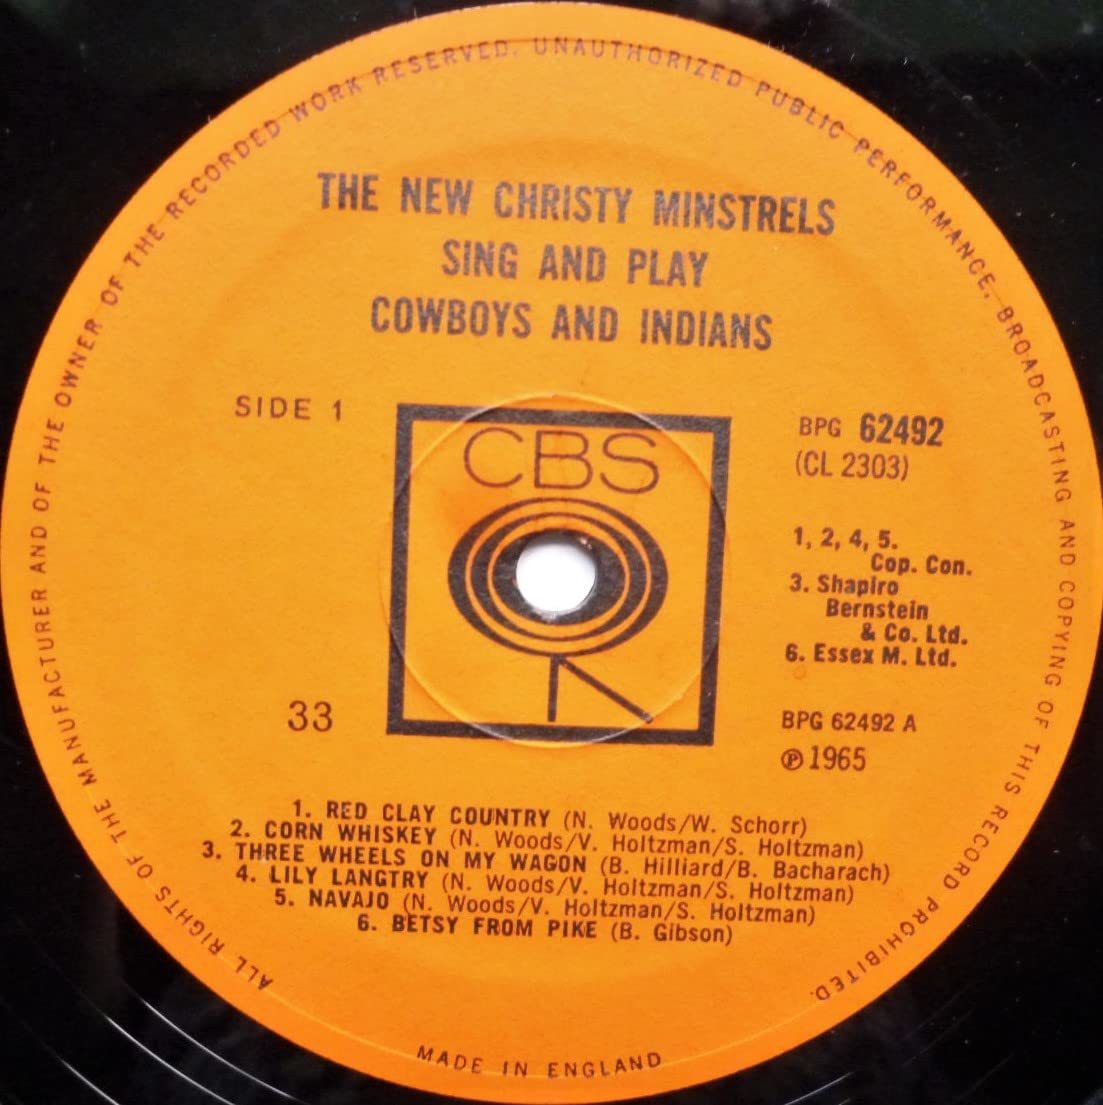 ALL RIGHTS OF THE MANUFACTURER AND OF THE OWNER OF THE RECORDED WORK RESERVED. UNAUTHORIZED PUBLIC PERFORMANCE, BROADCASTING AND COPYING OF THIS RECORD PROHIBITED.
THE NEW CHRISTY MINSTRELS
SING AND PLAY
COWBOYS AND INDIANS
SIDE 1
CBS
BPG 62492
(CL 2303)
1, 2, 4, 5.
Cop. Con.
3. Shapiro
Bernstein
& Co. Ltd.
6. Essex M. Ltd.
33
BPG 62492 A
℗ 1965
1. RED CLAY COUNTRY (N. Woods/W. Schorr)
2. CORN WHISKEY (N. Woods/V. Holtzman/S. Holtzman)
3. THREE WHEELS ON MY WAGON (B. Hilliard/B. Bacharach)
4. LILY LANGTRY (N. Woods/V. Holtzman/S. Holtzman)
5. NAVAJO (N. Woods/V. Holtzman/S. Holtzman)
6. BETSY FROM PIKE (B. Gibson)
MADE IN ENGLAND